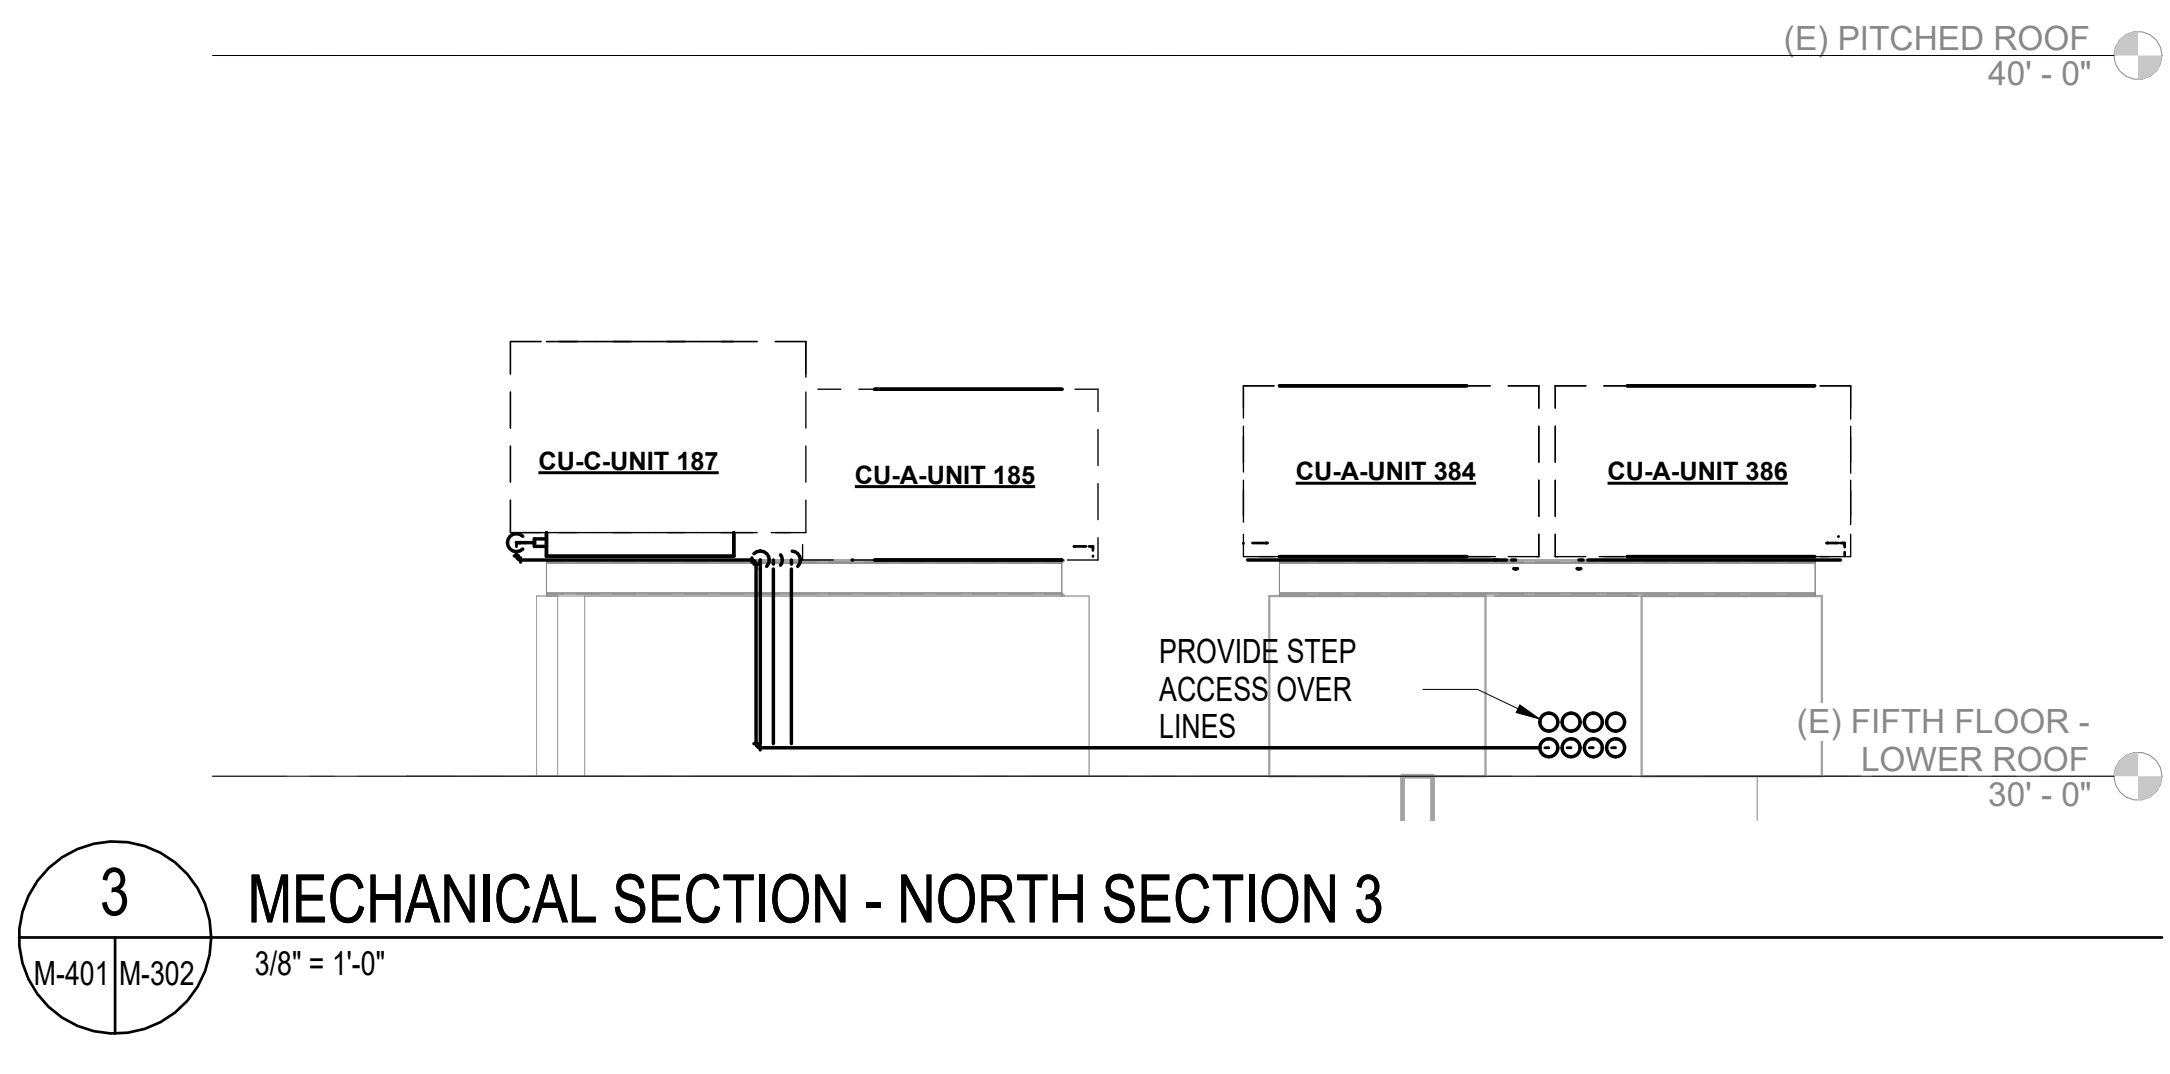 (E) PITCHED ROOF
40' - 0"
CU-C-UNIT 187
CU-A-UNIT 185
CU-A-UNIT 384
CU-A-UNIT 386
PROVIDE STEP
ACCESS OVER
LINES
(E) FIFTH FLOOR -
LOWER ROOF
30' - 0"
3
MECHANICAL SECTION - NORTH SECTION 3
M-401 M-302
3/8" = 1'-0"